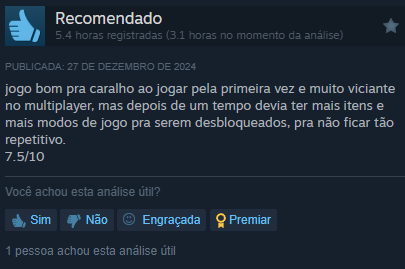 Recomendado
5.4 horas registradas (3.1 horas no momento da análise)
PUBLICADA: 27 DE DEZEMBRO DE 2024
jogo bom pra caralho ao jogar pela primeira vez e muito viciante
no multiplayer, mas depois de um tempo devia ter mais itens e
mais modos de jogo pra serem desbloqueados, pra não ficar tão
repetitivo.
7.5/10
Você achou esta análise útil?
Sim Não Engraçada Premiar
1 pessoa achou esta análise útil